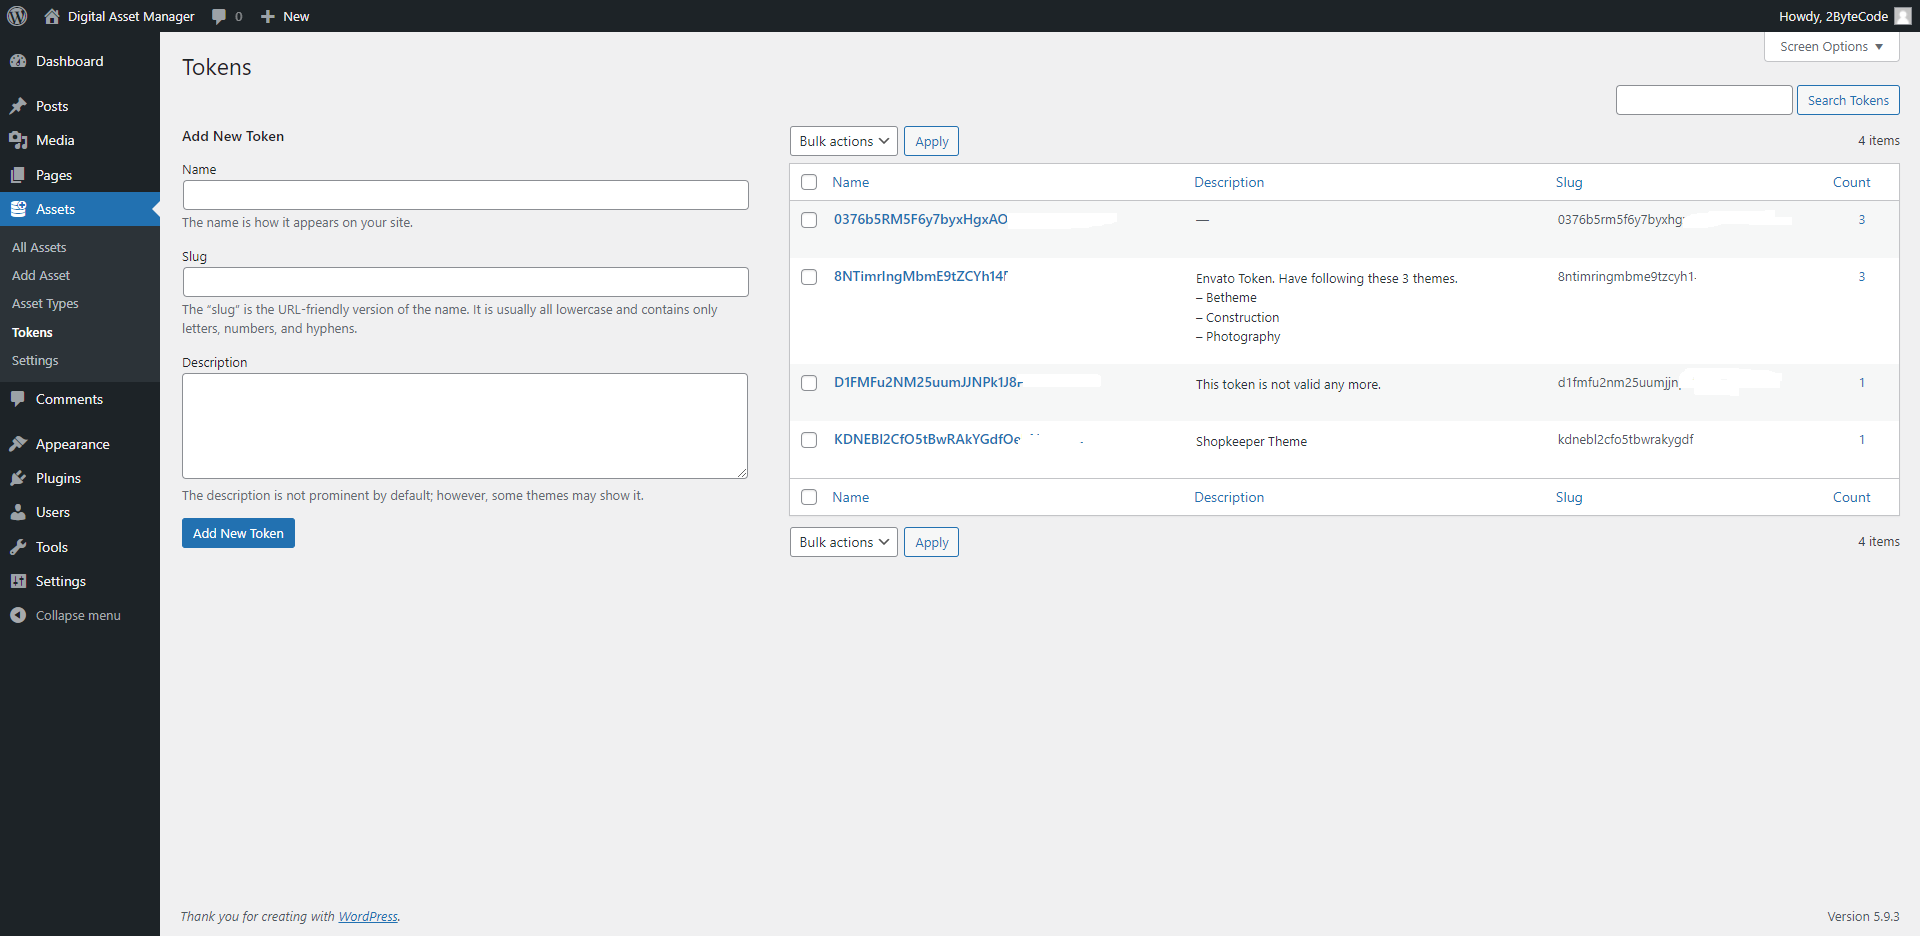 Digital Asset Manager 0 New Howdy, 2ByteCode
Screen Options
Dashboard
Posts
Media
Pages
Assets
All Assets
Add Asset
Asset Types
Tokens
Settings
Comments
Appearance
Plugins
Users
Tools
Settings
Collapse menu
Tokens
Search Tokens
Add New Token
Name
The name is how it appears on your site.
Slug
The “slug” is the URL-friendly version of the name. It is usually all lowercase and contains only
letters, numbers, and hyphens.
Description
The description is not prominent by default; however, some themes may show it.
Add New Token
Bulk actions Apply 4 items
Name Description Slug Count
0376b5RM5F6y7byxHgxAO — 0376b5rm5f6y7byxhg 3
8NTimrIngMbmE9tZCYh14 Envato Token. Have following these 3 themes. 8ntimringmbme9tzcyh1 3
– Betheme
– Construction
– Photography
D1FMFu2NM25uumJJNPk1J8 This token is not valid any more. d1fmfu2nm25uumjjn 1
KDNEBl2CfO5tBwRAkYGdfO Shopkeeper Theme kdnebl2cfo5tbwrakygdf 1
Name Description Slug Count
Bulk actions Apply 4 items
Thank you for creating with WordPress. Version 5.9.3